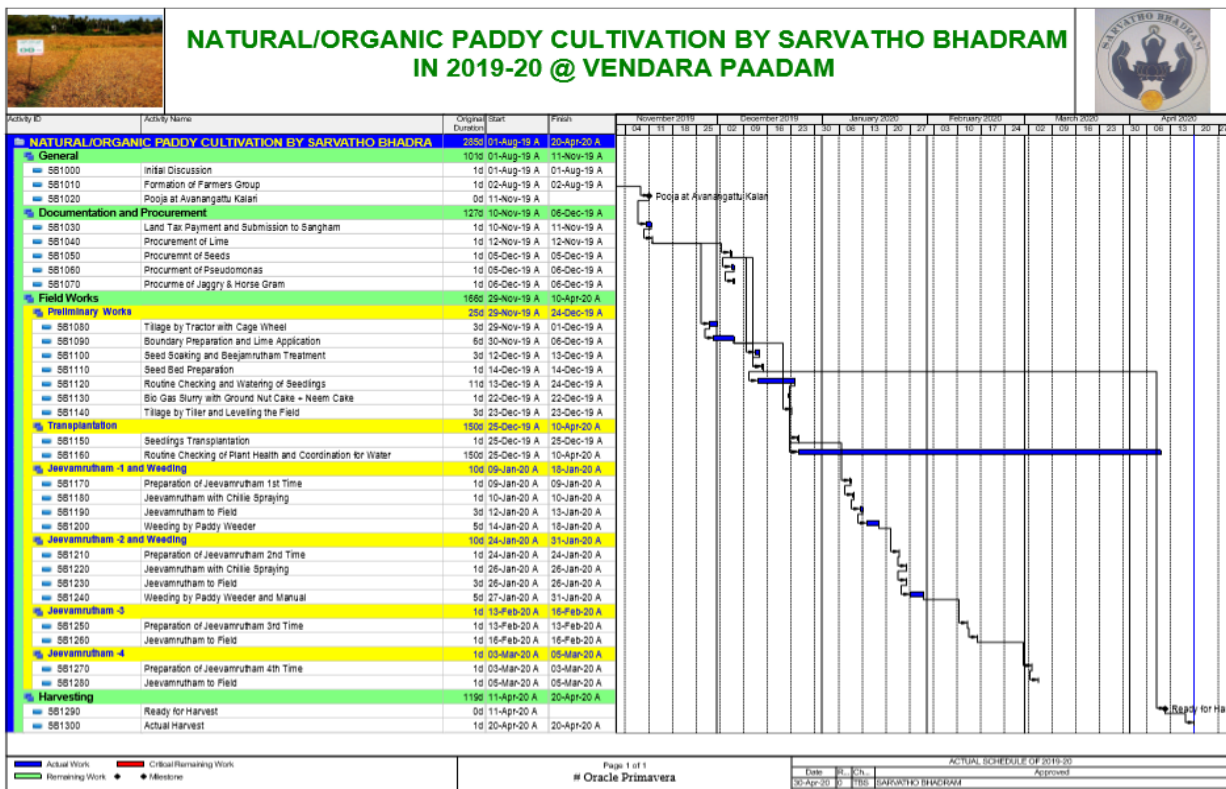 NATURAL/ORGANIC PADDY CULTIVATION BY SARVATHO BHADRAM
IN 2019-20 @ VENDARA PAADAM
SARVATHO BHADRAM
Activity ID Activity Name Original Duration Start Finish November 2019 December 2019 January 2020 February 2020 March 2020 April 2020
04 11 18 25 02 09 16 23 30 06 13 20 27 03 10 17 24 02 09 16 23 30 06 13 20
NATURAL/ORGANIC PADDY CULTIVATION BY SARVATHO BHADRA 285d 01-Aug-19 A 20-Apr-20 A
General 101d 01-Aug-19 A 11-Nov-19 A
SB1000 Initial Discussion 1d 01-Aug-19 A 01-Aug-19 A
SB1010 Formation of Farmers Group 1d 02-Aug-19 A 02-Aug-19 A
SB1020 Pooja at Avanangattu Kalari 0d 11-Nov-19 A Pooja at Avanangattu Kalari
Documentation and Procurement 127d 10-Nov-19 A 06-Dec-19 A
SB1030 Land Tax Payment and Submission to Sangham 1d 10-Nov-19 A 11-Nov-19 A
SB1040 Procurement of Lime 1d 12-Nov-19 A 12-Nov-19 A
SB1050 Procuremnt of Seeds 1d 05-Dec-19 A 05-Dec-19 A
SB1060 Procurment of Pseudomonas 1d 05-Dec-19 A 06-Dec-19 A
SB1070 Procurme of Jaggry & Horse Gram 1d 06-Dec-19 A 06-Dec-19 A
Field Works 166d 29-Nov-19 A 10-Apr-20 A
Preliminary Works 25d 29-Nov-19 A 24-Dec-19 A
SB1080 Tillage by Tractor with Cage Wheel 3d 29-Nov-19 A 01-Dec-19 A
SB1090 Boundary Preparation and Lime Application 6d 30-Nov-19 A 06-Dec-19 A
SB1100 Seed Soaking and Beejamrutham Treatment 3d 12-Dec-19 A 13-Dec-19 A
SB1110 Seed Bed Preparation 1d 14-Dec-19 A 14-Dec-19 A
SB1120 Routine Checking and Watering of Seedlings 11d 13-Dec-19 A 24-Dec-19 A
SB1130 Bio Gas Slurry with Ground Nut Cake + Neem Cake 1d 22-Dec-19 A 22-Dec-19 A
SB1140 Tillage by Tiller and Levelling the Field 3d 23-Dec-19 A 23-Dec-19 A
Transplantation 150d 25-Dec-19 A 10-Apr-20 A
SB1150 Seedlings Transplantation 1d 25-Dec-19 A 25-Dec-19 A
SB1160 Routine Checking of Plant Health and Coordination for Water 150d 25-Dec-19 A 10-Apr-20 A
Jeevamrutham -1 and Weeding 10d 09-Jan-20 A 18-Jan-20 A
SB1170 Preparation of Jeevamrutham 1st Time 1d 09-Jan-20 A 09-Jan-20 A
SB1180 Jeevamrutham with Chillie Spraying 1d 10-Jan-20 A 10-Jan-20 A
SB1190 Jeevamrutham to Field 3d 12-Jan-20 A 13-Jan-20 A
SB1200 Weeding by Paddy Weeder 5d 14-Jan-20 A 18-Jan-20 A
Jeevamrutham -2 and Weeding 10d 24-Jan-20 A 31-Jan-20 A
SB1210 Preparation of Jeevamrutham 2nd Time 1d 24-Jan-20 A 24-Jan-20 A
SB1220 Jeevamrutham with Chillie Spraying 1d 26-Jan-20 A 26-Jan-20 A
SB1230 Jeevamrutham to Field 3d 26-Jan-20 A 26-Jan-20 A
SB1240 Weeding by Paddy Weeder and Manual 5d 27-Jan-20 A 31-Jan-20 A
Jeevamrutham -3 1d 13-Feb-20 A 16-Feb-20 A
SB1250 Preparation of Jeevamrutham 3rd Time 1d 13-Feb-20 A 13-Feb-20 A
SB1260 Jeevamrutham to Field 1d 16-Feb-20 A 16-Feb-20 A
Jeevamrutham -4 1d 03-Mar-20 A 05-Mar-20 A
SB1270 Preparation of Jeevamrutham 4th Time 1d 03-Mar-20 A 03-Mar-20 A
SB1280 Jeevamrutham to Field 1d 05-Mar-20 A 05-Mar-20 A
Harvesting 119d 11-Apr-20 A 20-Apr-20 A
SB1290 Ready for Harvest 0d 11-Apr-20 A Ready for Ha
SB1300 Actual Harvest 1d 20-Apr-20 A 20-Apr-20 A
Actual Work Critical Remaining Work
Remaining Work Milestone
Page 1 of 1
# Oracle Primavera
ACTUAL SCHEDULE OF 2019-20
Date R... Ch... Approved
30-Apr-20 0 TBS SARVATHO BHADRAM